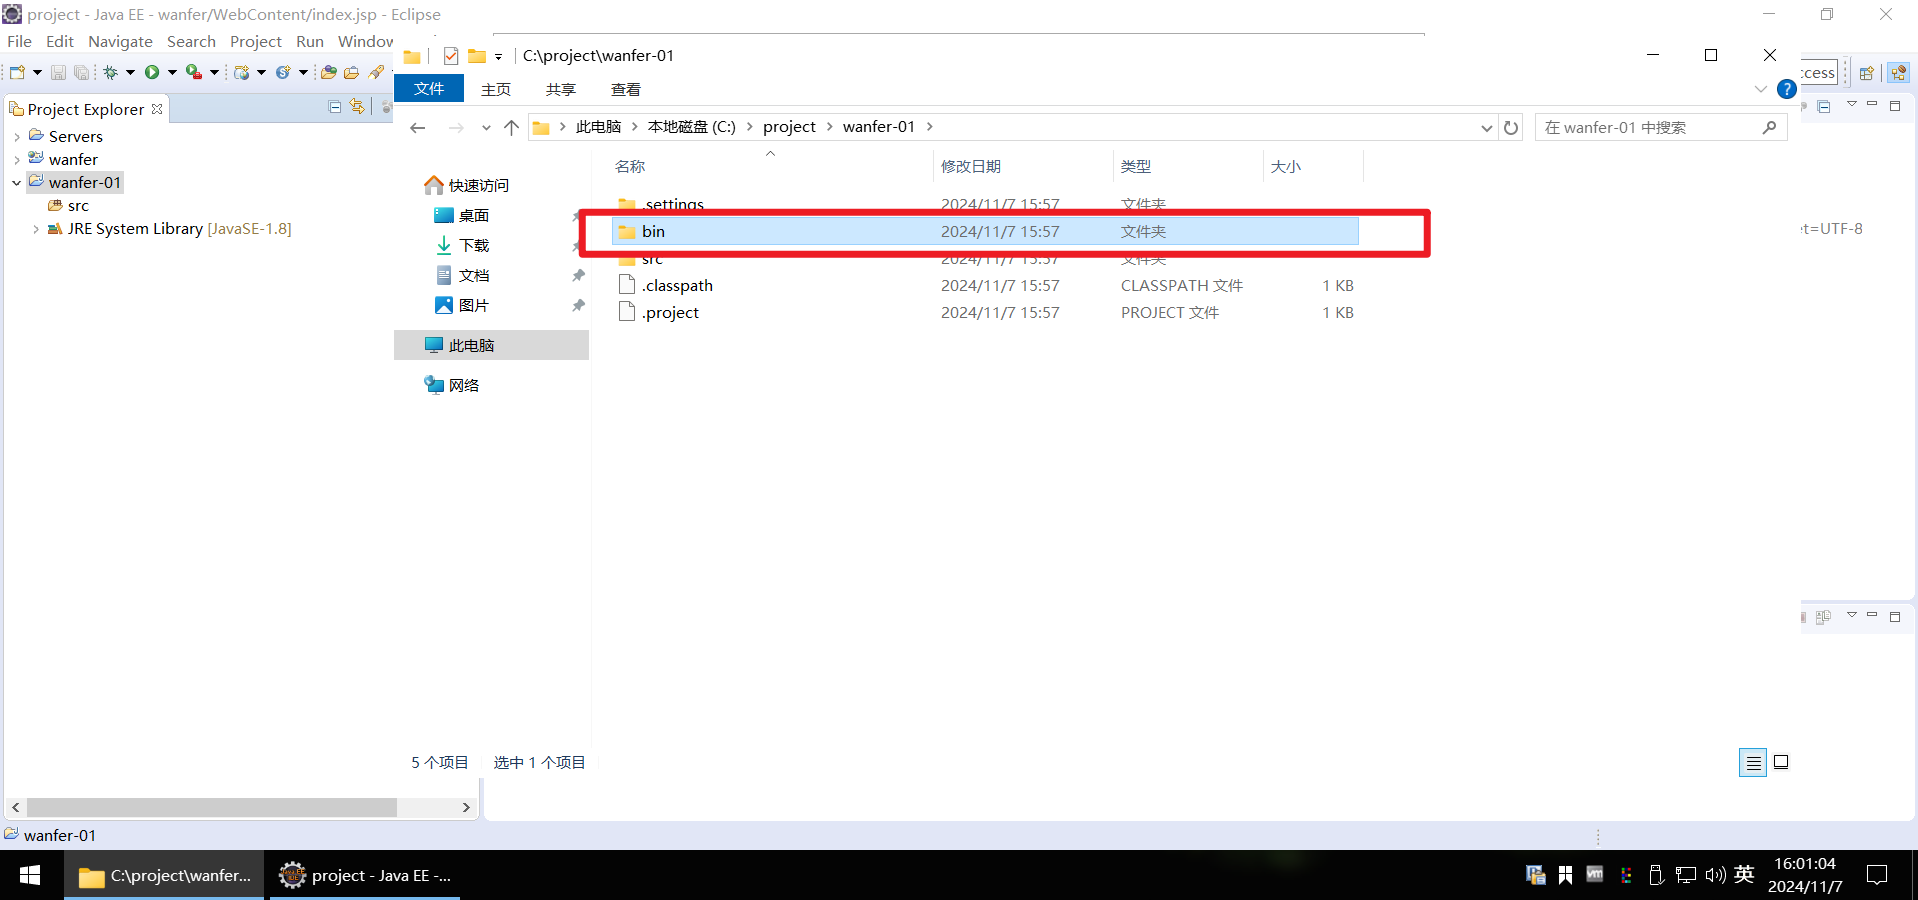 project - Java EE - wanfer/WebContent/index.jsp - Eclipse
File Edit Navigate Search Project Run Window
C:\project\wanfer-01
文件 主页 共享 查看
ccess
Project Explorer
此电脑 本地磁盘 (C:) project wanfer-01
在 wanfer-01 中搜索
Servers
wanfer
wanfer-01
src
JRE System Library [JavaSE-1.8]
快速访问
桌面
下载
文档
图片
此电脑
网络
名称 修改日期 类型 大小
.settings 2024/11/7 15:57 文件夹
bin 2024/11/7 15:57 文件夹
src 2024/11/7 15:57 文件夹
.classpath 2024/11/7 15:57 CLASSPATH 文件 1 KB
.project 2024/11/7 15:57 PROJECT 文件 1 KB
et=UTF-8
5 个项目 选中 1 个项目
wanfer-01
C:\project\wanfer...
project - Java EE -...
vm
英
16:01:04
2024/11/7